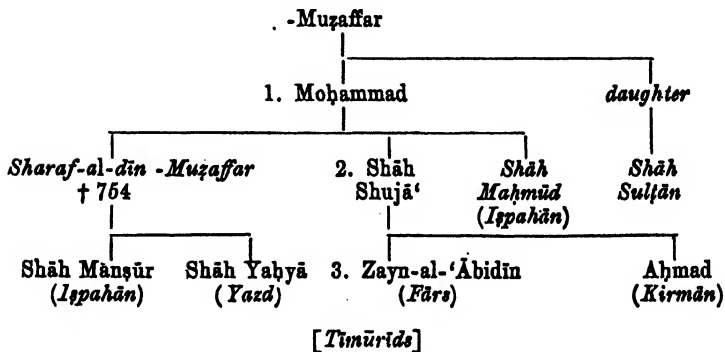 -Muẓaffar
1. Moḥammad daughter
Sharaf-al-dīn -Muẓaffar 2. Shāh Shāh Shāh
† 754 Shujā‘ Maḥmūd Sulṭān
(Iṣpahān)
Shāh Mànṣūr Shāh Yaḥyā 3. Zayn-al-‘Ābidīn Aḥmad
(Iṣpahān) (Yazd) (Fārs) (Kirmān)
[Tīmūrids]